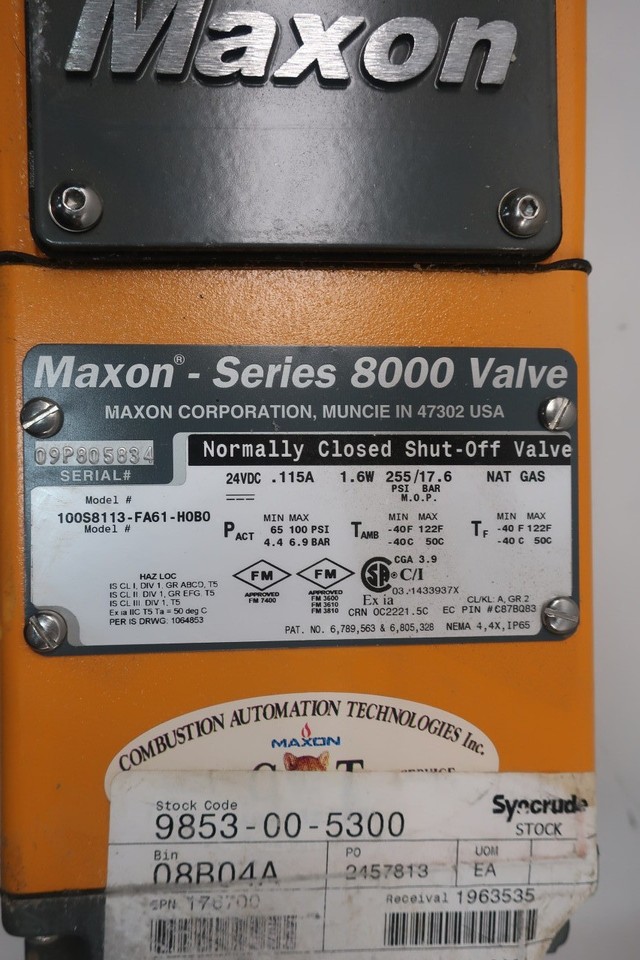 Maxon
Maxon® - Series 8000 Valve
MAXON CORPORATION, MUNCIE IN 47302 USA
09P805834
SERIAL#
Normally Closed Shut-Off Valve
24VDC .115A 1.6W 255/17.6 NAT GAS
PSI BAR
M.O.P.
Model #
100S8113-FA61-H0B0
Model #
MIN MAX
PACT 65 100 PSI
4.4 6.9 BAR
MIN MAX
TAMB -40F 122F
-40C 50C
MIN MAX
TF -40 F 122F
-40 C 50C
HAZ LOC
IS CL I, DIV 1, GR ABCD, T5
IS CL II, DIV 1, GR EFG, T5
IS CL III DIV 1, T5
Ex ia IIC T5 Ta = 50 deg C
PER IS DRWG. 1064853
FM
APPROVED
FM 7400
FM
APPROVED
FM 3600
FM 3610
FM 3810
CGA 3.9
SA ® C/I
03.1433937X
Ex ia CL/KL: A, GR 2
CRN 0C2221.5C EC PIN #C87BQ83
PAT. NO. 6,789,563 & 6,805,328 NEMA 4,4X,IP65
COMBUSTION AUTOMATION TECHNOLOGIES Inc.
MAXON
Stock Code
9853-00-5300
Syncrude
STOCK
Bin
08R04A
PO
2457813
UOM
EA
176700
Receival 1963535